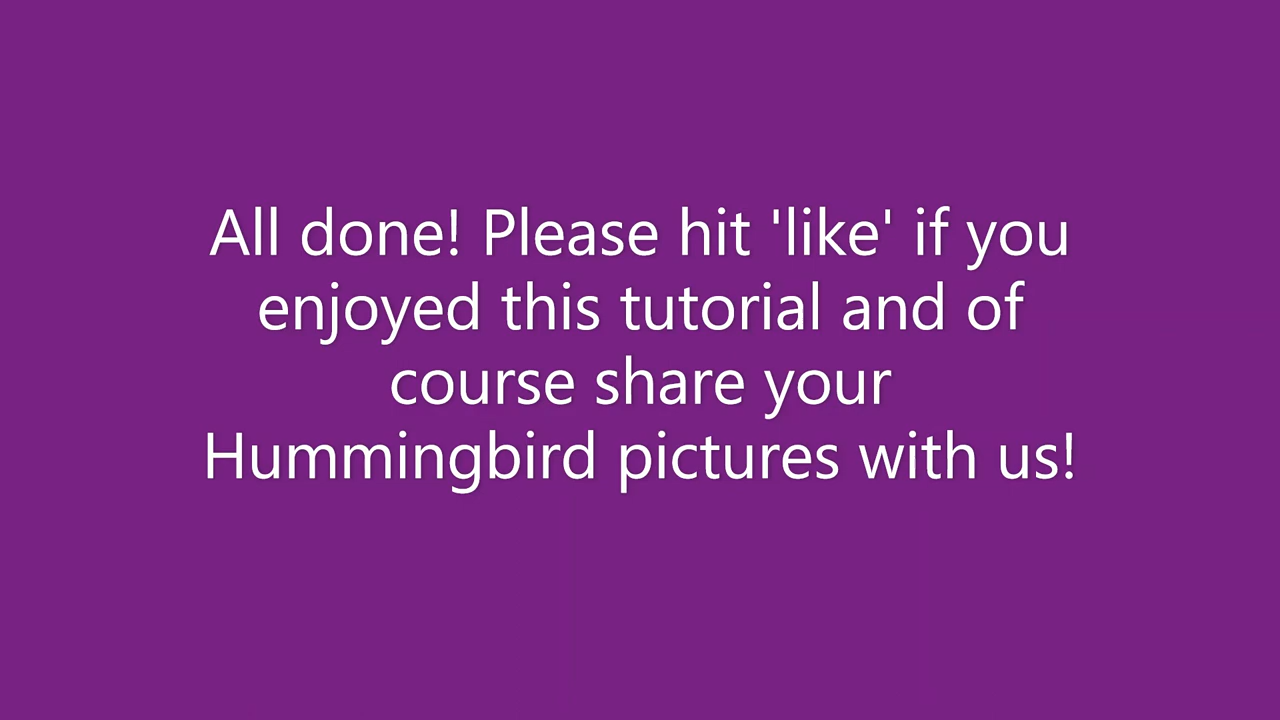 All done! Please hit 'like' if you
enjoyed this tutorial and of
course share your
Hummingbird pictures with us!